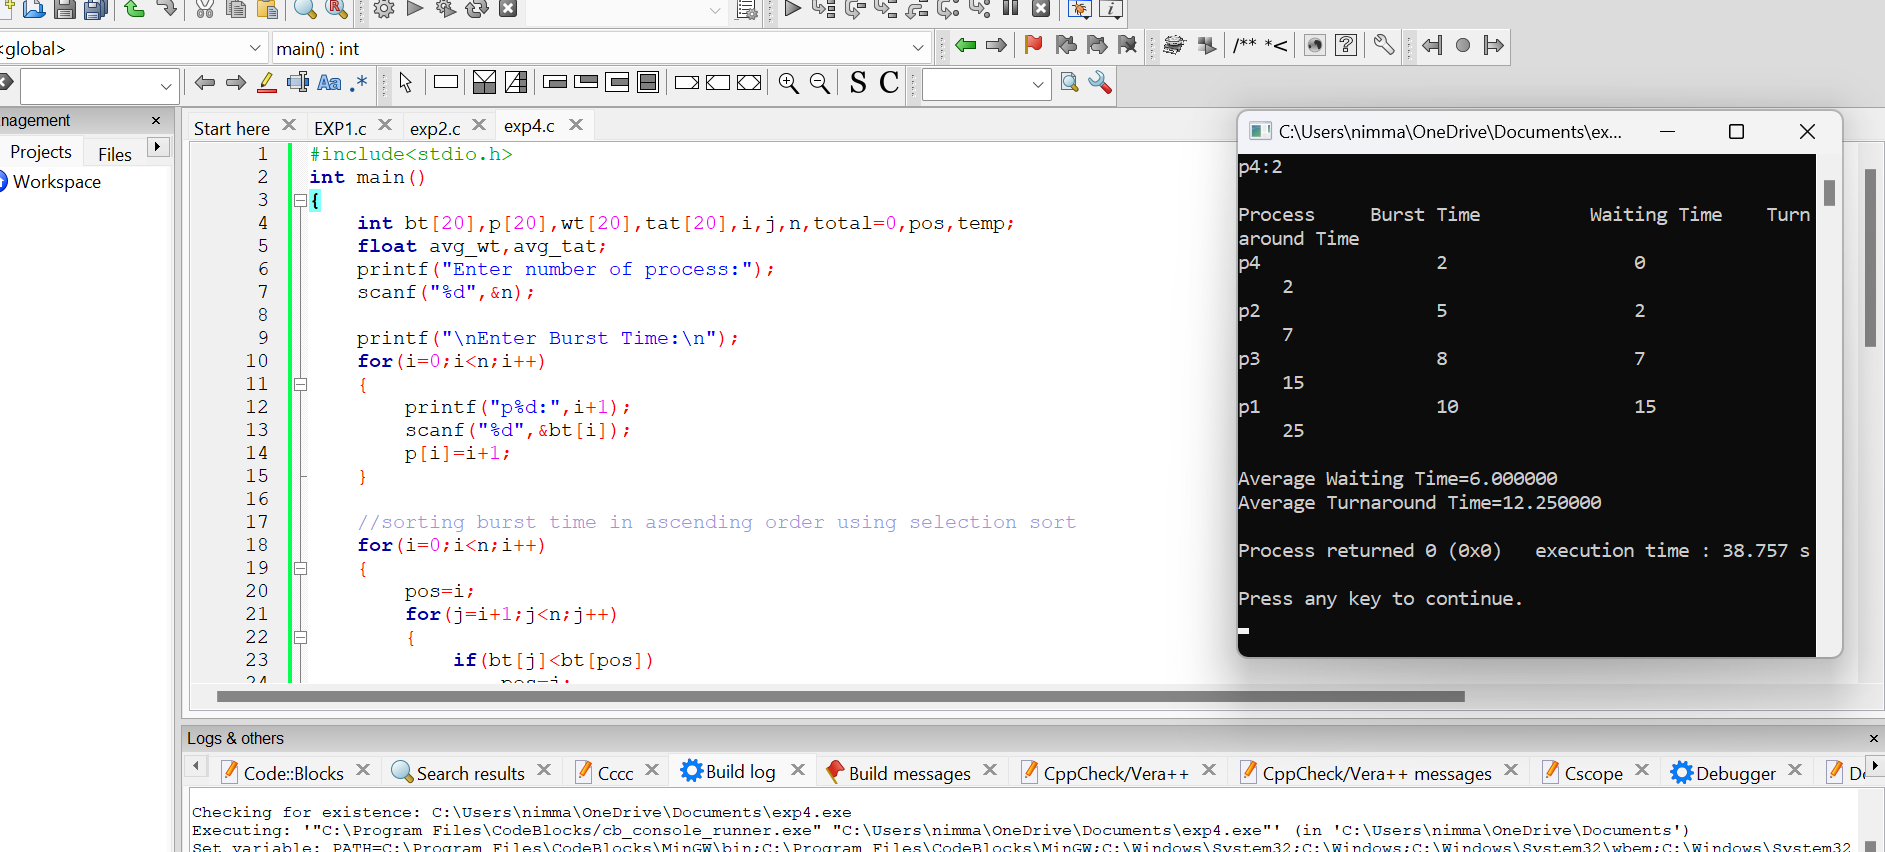 <global>
main() : int
/** *<
Aa .*
S C
nagement
Projects Files
Workspace
Start here EXP1.c exp2.c exp4.c
1 #include<stdio.h>
2 int main()
3 {
4 int bt[20],p[20],wt[20],tat[20],i,j,n,total=0,pos,temp;
5 float avg_wt,avg_tat;
6 printf("Enter number of process:");
7 scanf("%d",&n);
8
9 printf("\nEnter Burst Time:\n");
10 for(i=0;i<n;i++)
11 {
12 printf("p%d:",i+1);
13 scanf("%d",&bt[i]);
14 p[i]=i+1;
15 }
16
17 //sorting burst time in ascending order using selection sort
18 for(i=0;i<n;i++)
19 {
20 pos=i;
21 for(j=i+1;j<n;j++)
22 {
23 if(bt[j]<bt[pos])
24 pos=j;
C:\Users\nimma\OneDrive\Documents\ex...
p4:2
Process Burst Time Waiting Time Turn
around Time
p4 2 0
2
p2 5 2
7
p3 8 7
15
p1 10 15
25
Average Waiting Time=6.000000
Average Turnaround Time=12.250000
Process returned 0 (0x0) execution time : 38.757 s
Press any key to continue.
Logs & others
Code::Blocks Search results Cccc Build log Build messages CppCheck/Vera++ CppCheck/Vera++ messages Cscope Debugger
Checking for existence: C:\Users\nimma\OneDrive\Documents\exp4.exe
Executing: '"C:\Program Files\CodeBlocks/cb_console_runner.exe" "C:\Users\nimma\OneDrive\Documents\exp4.exe"' (in 'C:\Users\nimma\OneDrive\Documents')
Set variable: PATH=C:\Program Files\CodeBlocks\MinGW\bin;C:\Program Files\CodeBlocks\MinGW;C:\Windows\System32;C:\Windows;C:\Windows\System32\wbem;C:\Windows\System32